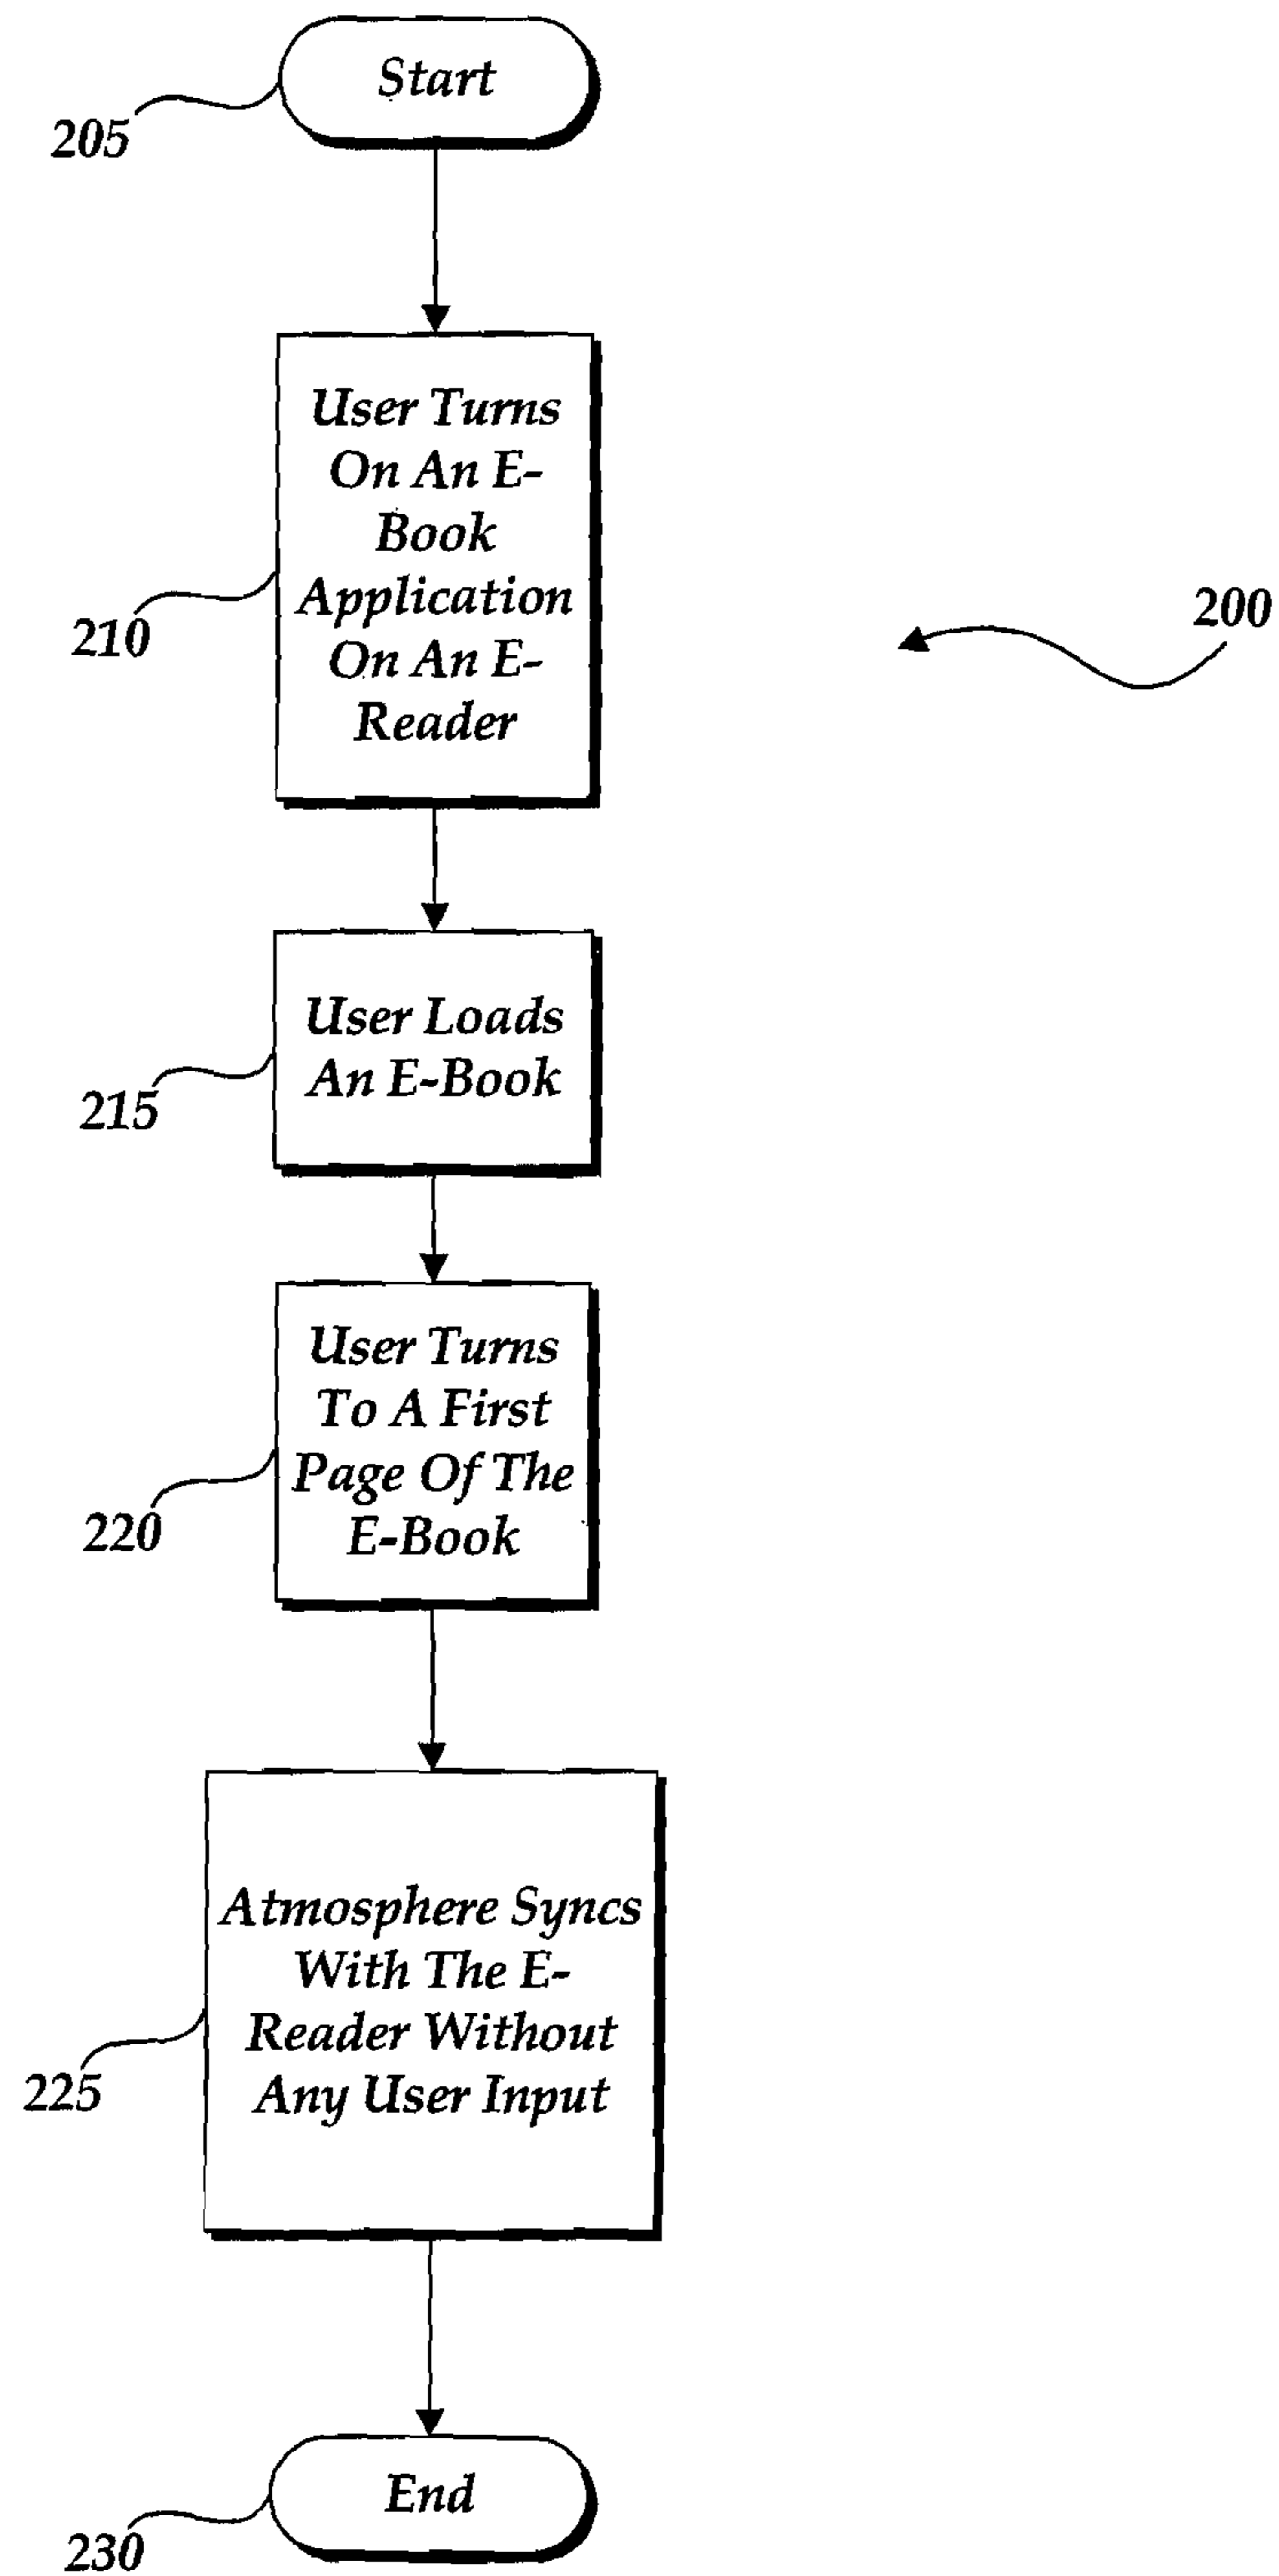 Start
205
User Turns
On An E-
Book
Application
On An E-
Reader
210
200
User Loads
An E-Book
215
User Turns
To A First
Page Of The
E-Book
220
Atmosphere Syncs
With The E-
Reader Without
Any User Input
225
End
230